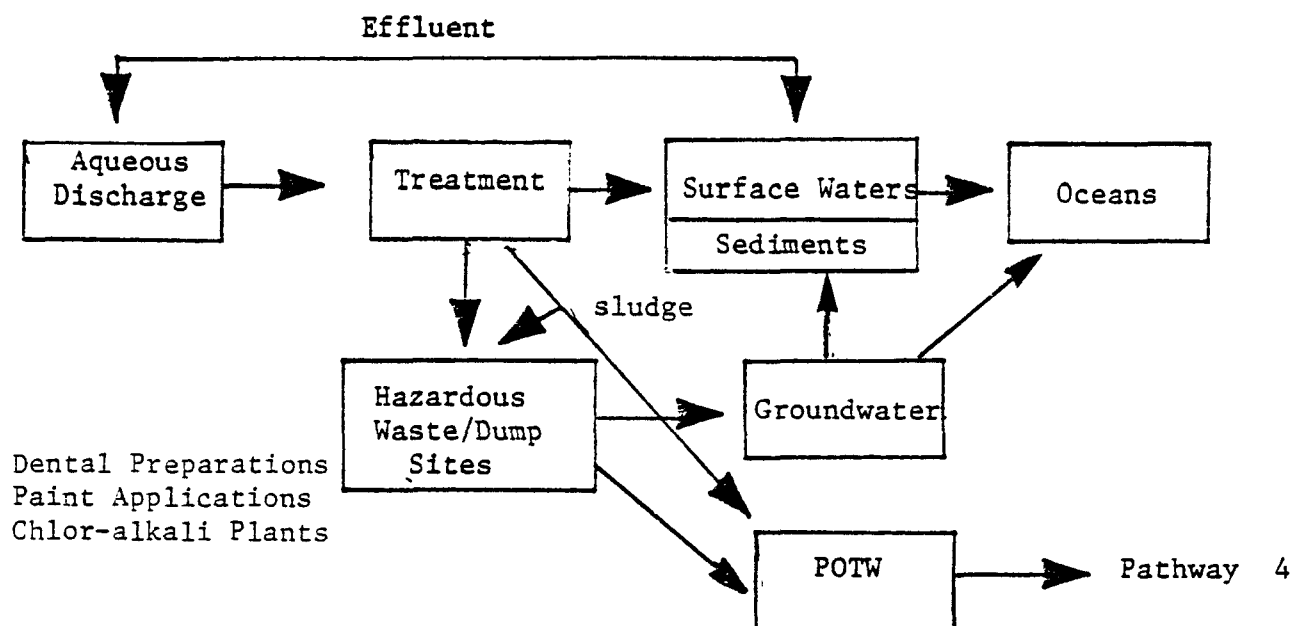 Effluent
Aqueous
Discharge
Treatment
Surface Waters
Sediments
Oceans
sludge
Hazardous
Waste/Dump
Sites
Groundwater
Dental Preparations
Paint Applications
Chlor-alkali Plants
POTW
Pathway 4